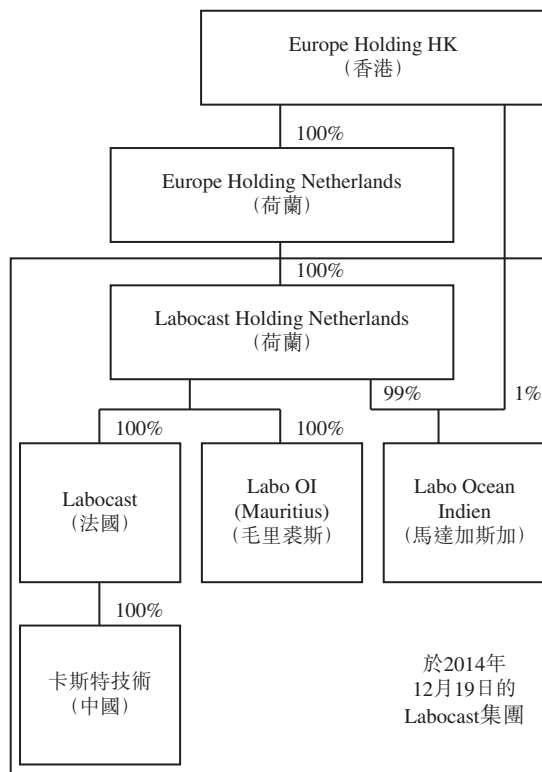 Europe Holding HK
（香港）
100%
Europe Holding Netherlands
（荷蘭）
100%
Labocast Holding Netherlands
（荷蘭）
99%
1%
100%
100%
Labocast
（法國）
Labo OI
(Mauritius)
（毛里裘斯）
Labo Ocean
Indien
（馬達加斯加）
100%
卡斯特技術
（中國）
於2014年
12月19日的
Labocast集團